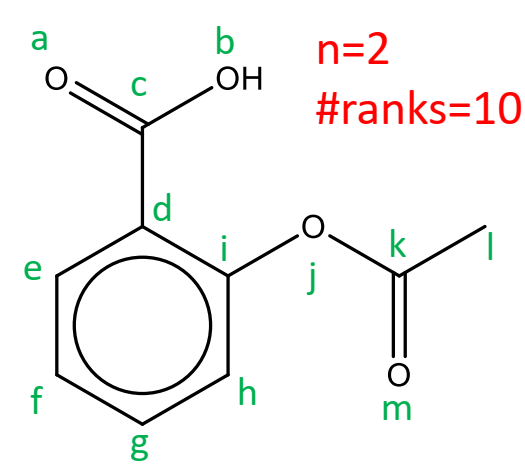 a b n=2
O c OH #ranks=10
d
i O k l
e j
O
f h m
g